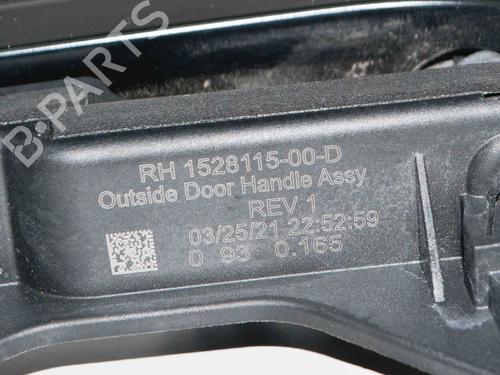 B-PARTS
RH 1528115-00-D
Outside Door Handle Assy
REV 1
03/25/21 22:52:59
0 93 0.165